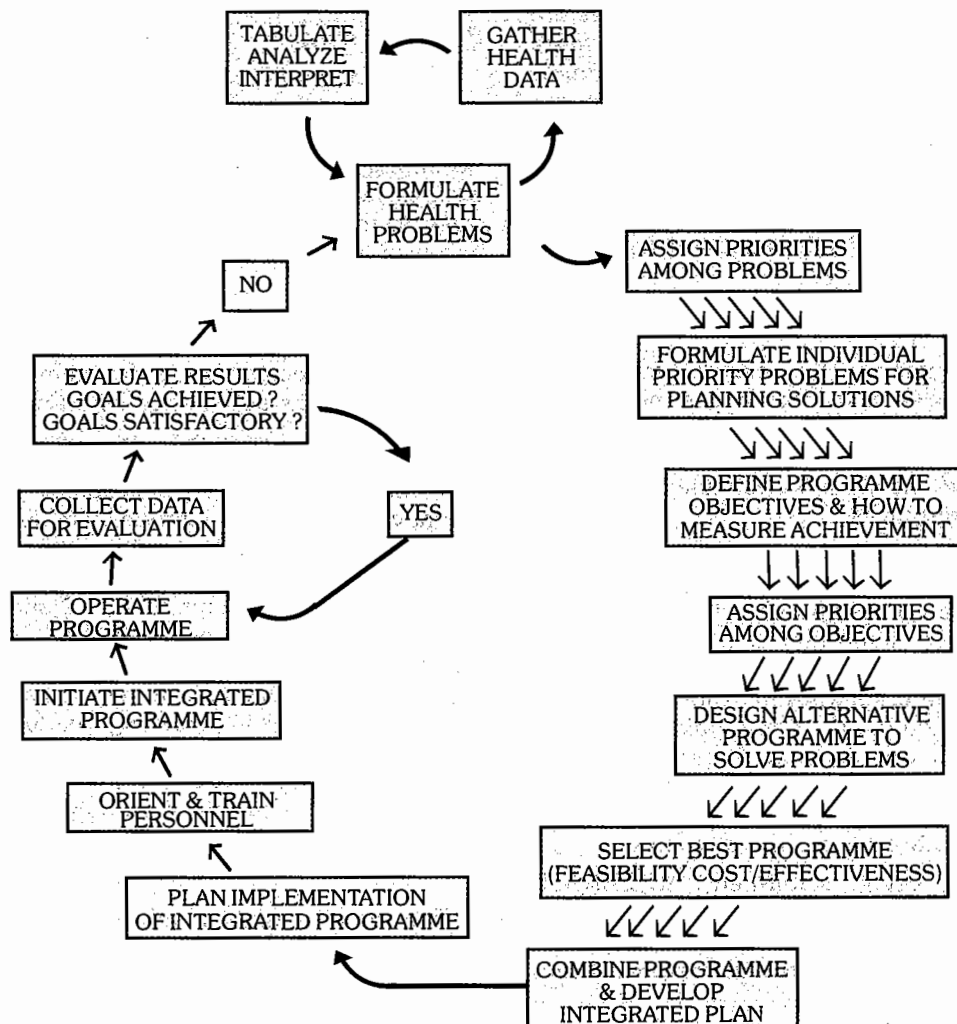 TABULATE
ANALYZE
INTERPRET
GATHER
HEALTH
DATA
FORMULATE
HEALTH
PROBLEMS
ASSIGN PRIORITIES
AMONG PROBLEMS
FORMULATE INDIVIDUAL
PRIORITY PROBLEMS FOR
PLANNING SOLUTIONS
DEFINE PROGRAMME
OBJECTIVES & HOW TO
MEASURE ACHIEVEMENT
ASSIGN PRIORITIES
AMONG OBJECTIVES
DESIGN ALTERNATIVE
PROGRAMME TO
SOLVE PROBLEMS
SELECT BEST PROGRAMME
(FEASIBILITY COST/EFFECTIVENESS)
COMBINE PROGRAMME
& DEVELOP
INTEGRATED PLAN
PLAN IMPLEMENTATION
OF INTEGRATED PROGRAMME
ORIENT & TRAIN
PERSONNEL
INITIATE INTEGRATED
PROGRAMME
OPERATE
PROGRAMME
COLLECT DATA
FOR EVALUATION
EVALUATE RESULTS
GOALS ACHIEVED ?
GOALS SATISFACTORY ?
NO
YES